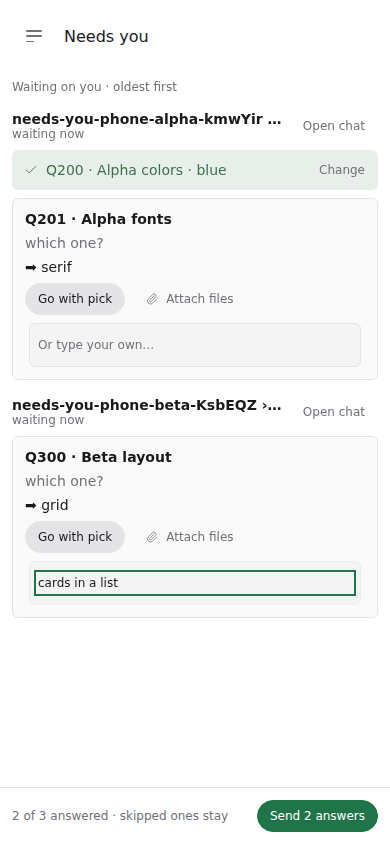 Needs you
Waiting on you · oldest first
needs-you-phone-alpha-kmwYir …
Open chat
waiting now
Q200 · Alpha colors · blue
Change
Q201 · Alpha fonts
which one?
➡ serif
Go with pick
Attach files
Or type your own…
needs-you-phone-beta-KsbEQZ ›…
Open chat
waiting now
Q300 · Beta layout
which one?
➡ grid
Go with pick
Attach files
cards in a list
2 of 3 answered · skipped ones stay
Send 2 answers